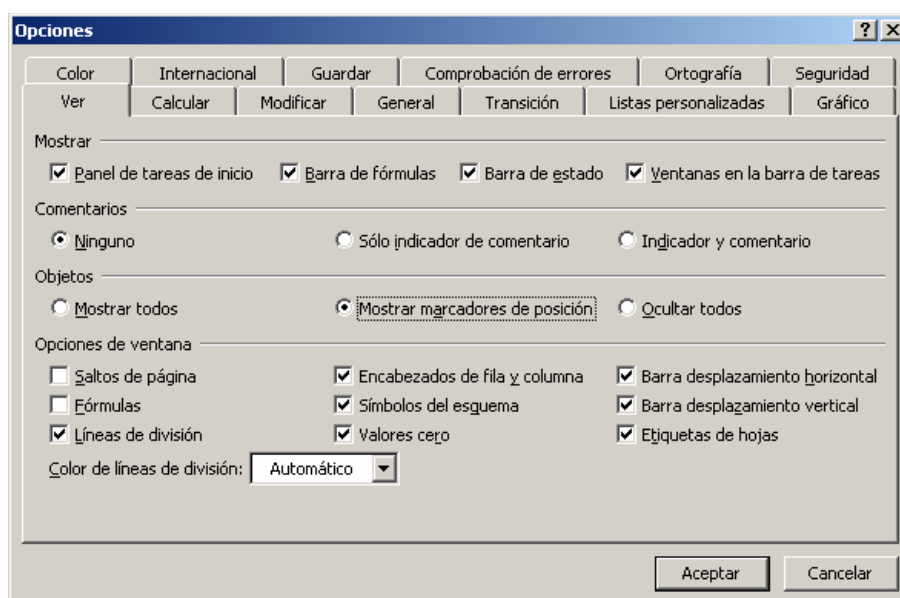 Opciones
Color Internacional Guardar Comprobación de errores Ortografía Seguridad
Ver Calcular Modificar General Transición Listas personalizadas Gráfico
Mostrar
Panel de tareas de inicio Barra de fórmulas Barra de estado Ventanas en la barra de tareas
Comentarios
Ninguno Sólo indicador de comentario Indicador y comentario
Objetos
Mostrar todos Mostrar marcadores de posición Ocultar todos
Opciones de ventana
Saltos de página Encabezados de fila y columna Barra desplazamiento horizontal
Fórmulas Símbolos del esquema Barra desplazamiento vertical
Líneas de división Valores cero Etiquetas de hojas
Color de líneas de división: Automático
Aceptar Cancelar